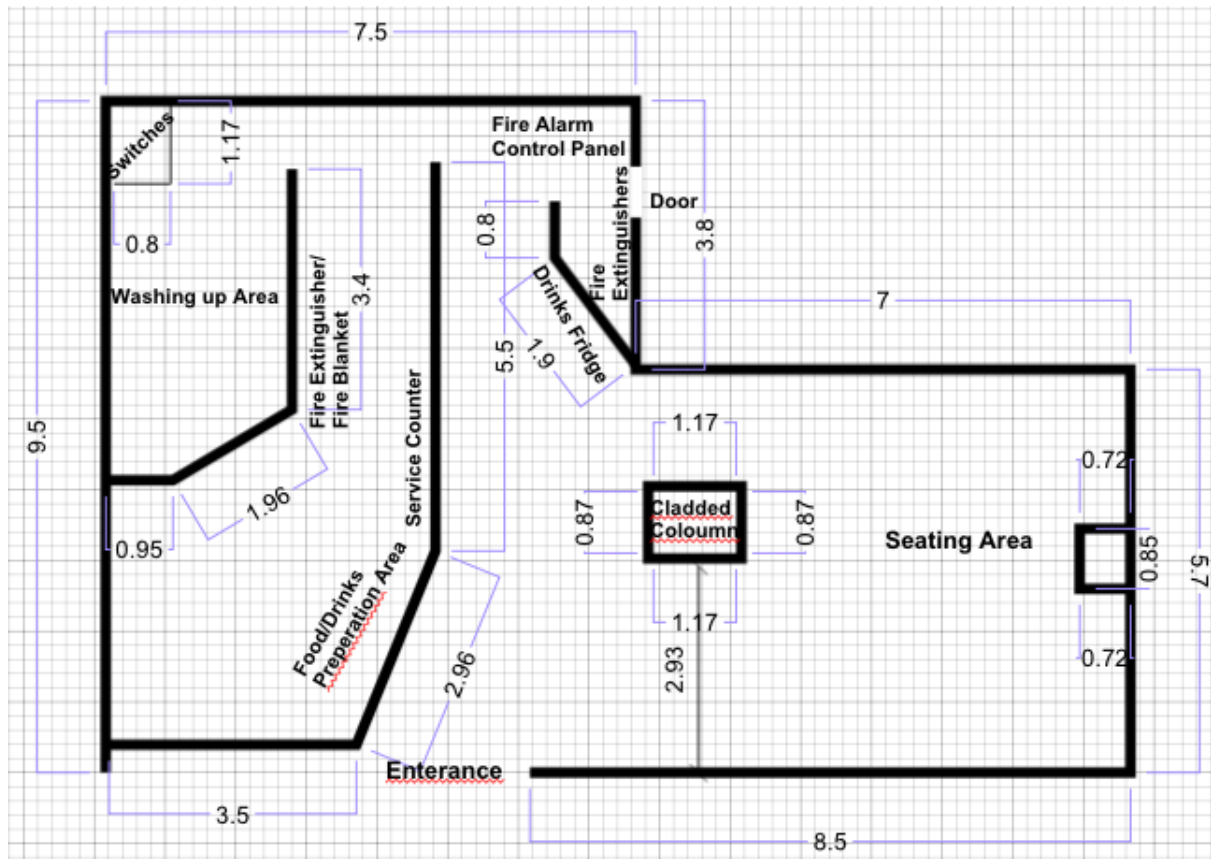 7.5
Switches
1.17
0.8
Fire Alarm
Control Panel
Fire
Extinguishers
Door
3.8
0.8
Washing up Area
Fire Extinguisher/
Fire Blanket
3.4
5.5
Drinks Fridge
1.9
7
9.5
Service Counter
1.96
0.95
1.17
0.87
Cladded
Coloumn
0.87
1.17
2.93
Seating Area
0.72
0.85
0.72
5.7
Food/Drinks
Preperation Area
2.96
Enterance
3.5
8.5